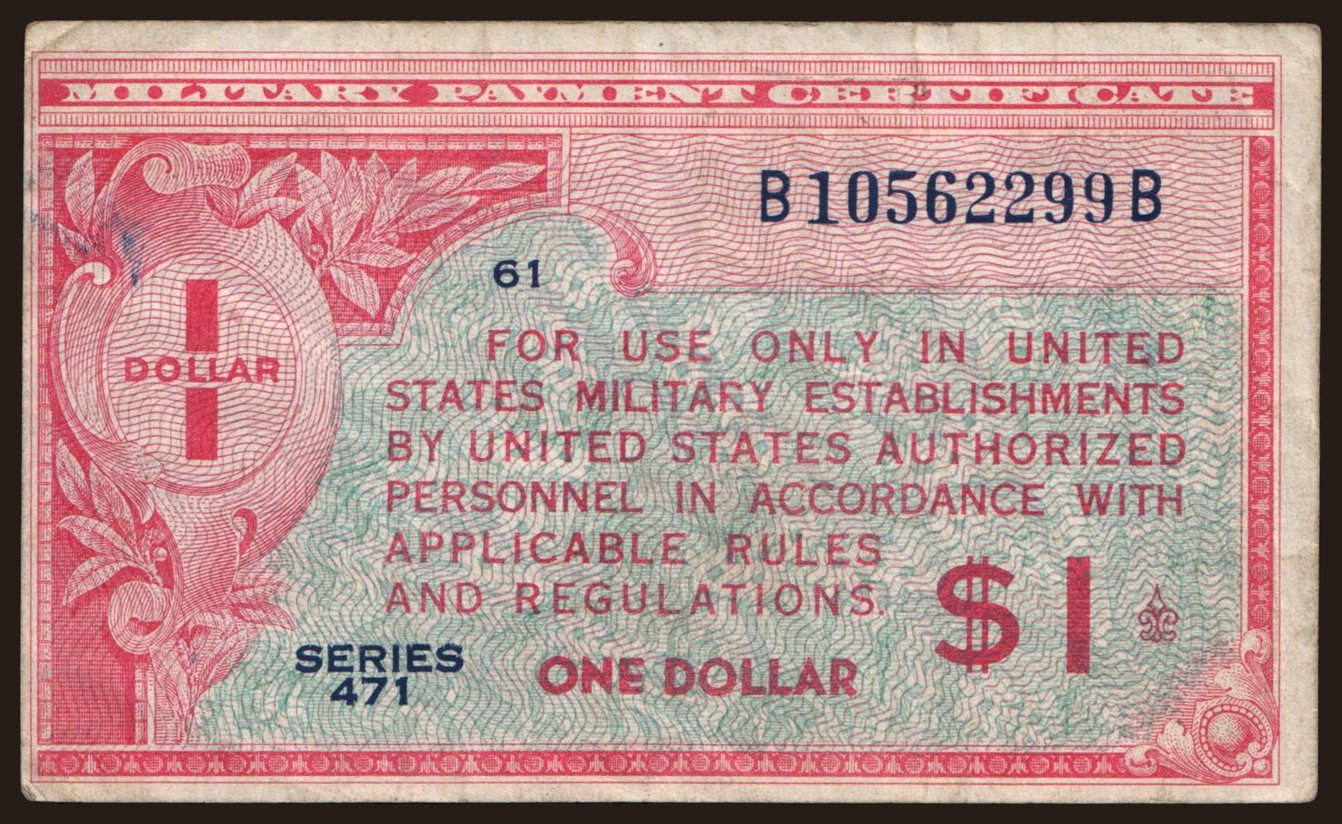 MILITARY PAYMENT CERTIFICATE
B10562299B
61
DOLLAR
FOR USE ONLY IN UNITED
STATES MILITARY ESTABLISHMENTS
BY UNITED STATES AUTHORIZED
PERSONNEL IN ACCORDANCE WITH
APPLICABLE RULES
AND REGULATIONS.
$1
SERIES
471
ONE DOLLAR